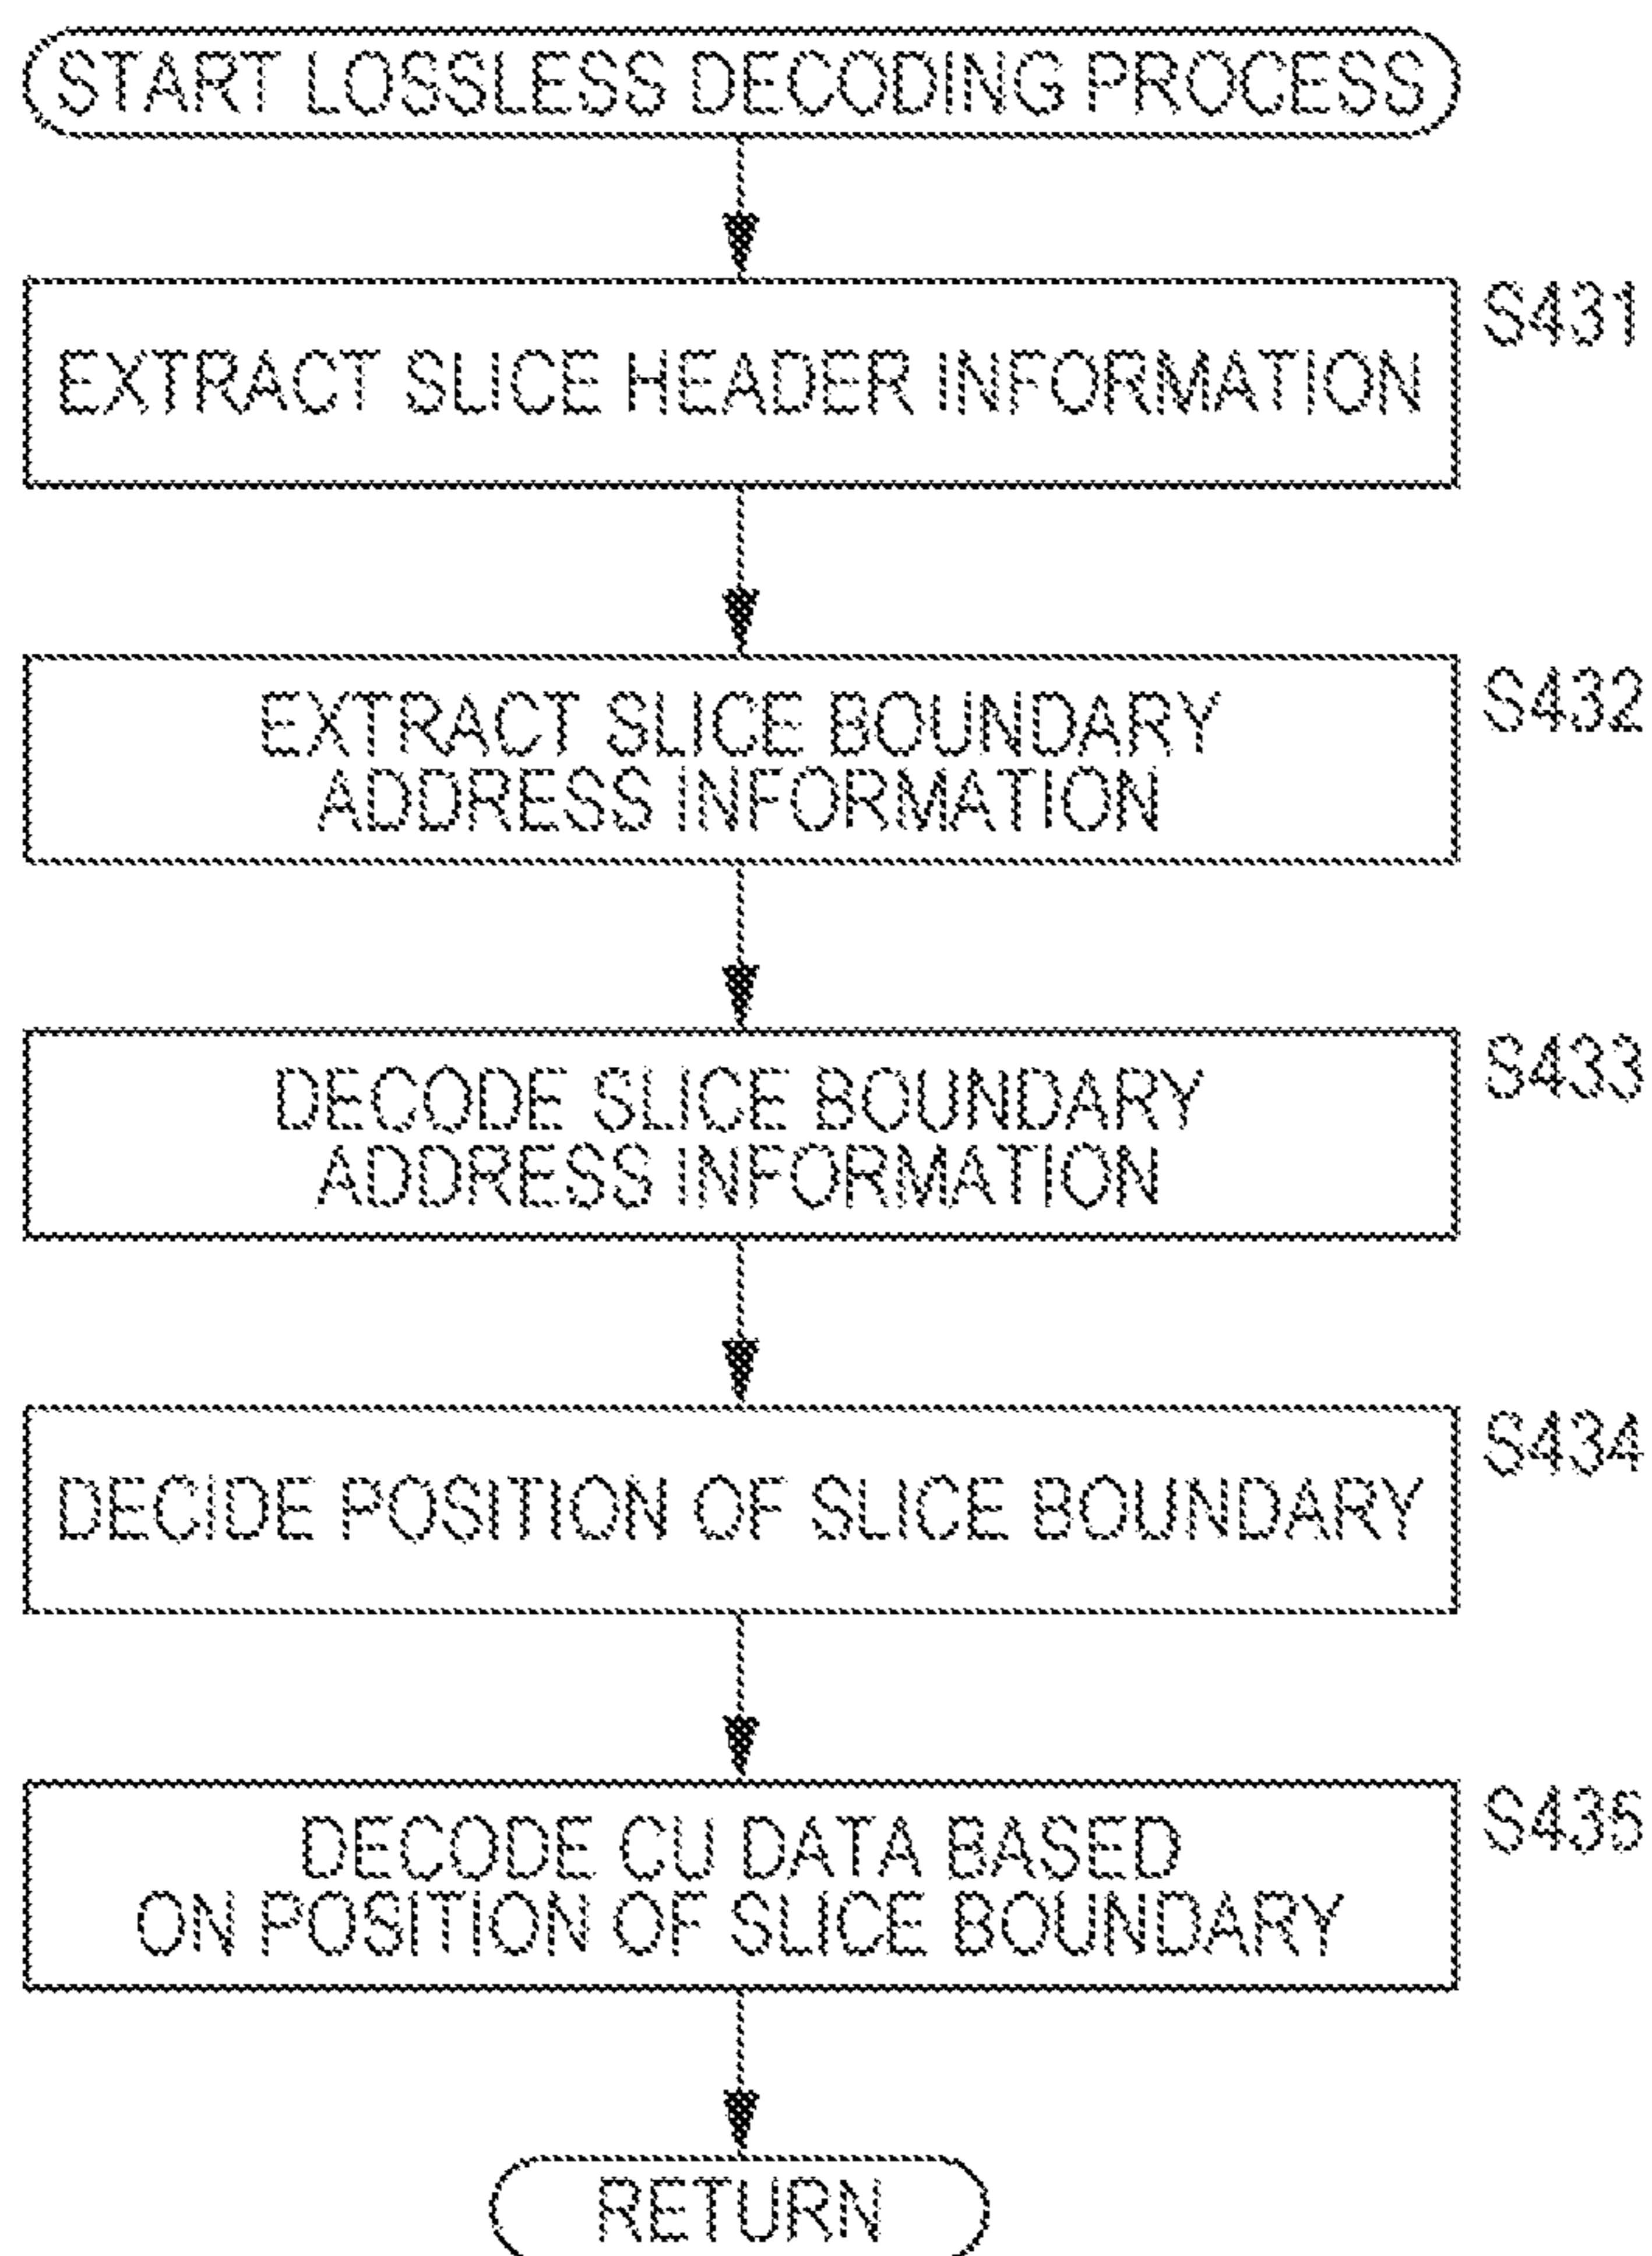 START LOSSLESS DECODING PROCESS
S431
EXTRACT SLICE HEADER INFORMATION
S432
EXTRACT SLICE BOUNDARY
ADDRESS INFORMATION
S433
DECODE SLICE BOUNDARY
ADDRESS INFORMATION
S434
DECIDE POSITION OF SLICE BOUNDARY
S435
DECODE CU DATA BASED
ON POSITION OF SLICE BOUNDARY
RETURN